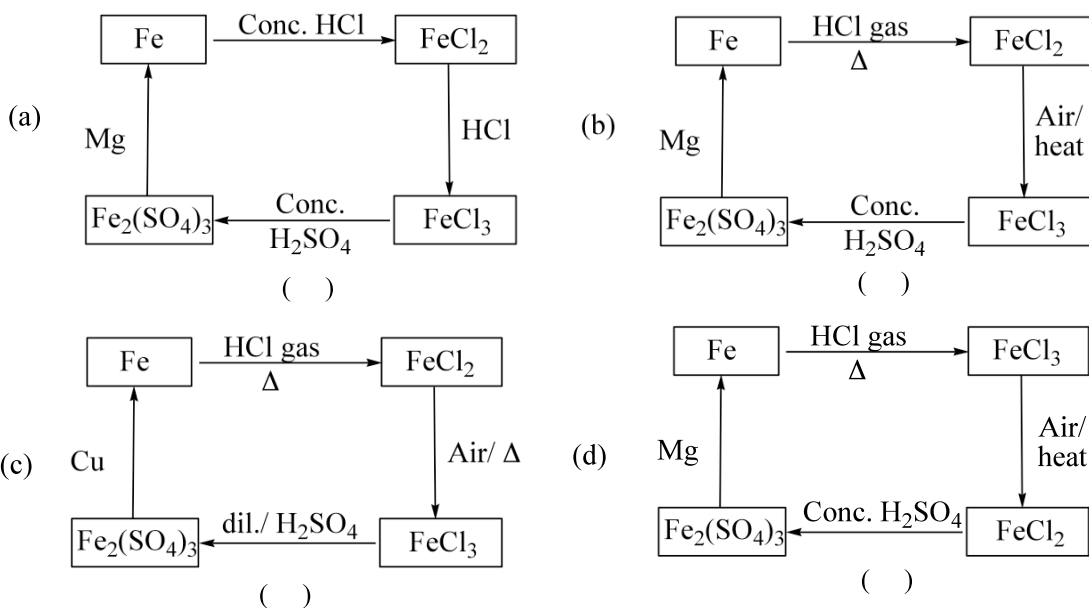 Fe
Conc. HCl
FeCl2
(a)
Mg
HCl
Fe2(SO4)3
Conc.
H2SO4
FeCl3
( )
Fe
HCl gas
Δ
FeCl2
(b)
Mg
Air/
heat
Fe2(SO4)3
Conc.
H2SO4
FeCl3
( )
Fe
HCl gas
Δ
FeCl2
(c)
Cu
Air/ Δ
Fe2(SO4)3
dil./ H2SO4
FeCl3
( )
Fe
HCl gas
Δ
FeCl3
(d)
Mg
Air/
heat
Fe2(SO4)3
Conc. H2SO4
FeCl2
( )